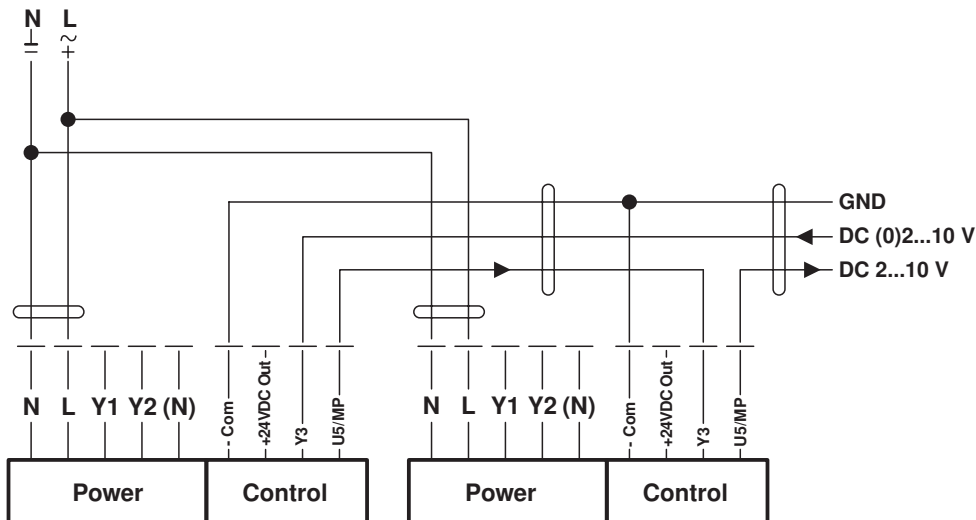 N L
GND
DC (0)2...10 V
DC 2...10 V
N L Y1 Y2 (N) - Com +24VDC Out Y3 U5/MP N L Y1 Y2 (N) - Com +24VDC Out Y3 U5/MP
Power Control Power Control